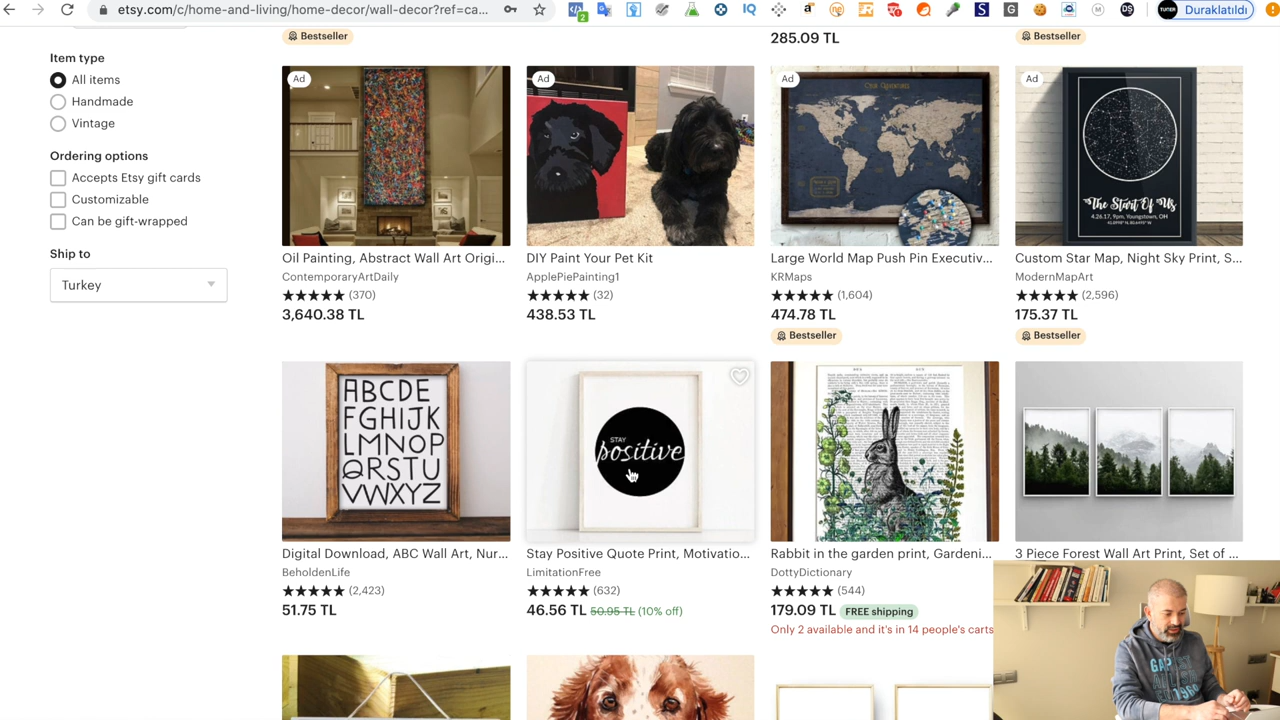 etsy.com/c/home-and-living/home-decor/wall-decor?ref=ca...
Duraklatıldı
Bestseller
285.09 TL
Bestseller
Item type
All items
Handmade
Vintage
Ordering options
Accepts Etsy gift cards
Customizable
Can be gift-wrapped
Ship to
Turkey
Ad
Ad
Ad
Ad
The Start Of Us
4.26.17, 9pm, Youngstown, OH
Oil Painting, Abstract Wall Art Origi...
ContemporaryArtDaily
(370)
3,640.38 TL
DIY Paint Your Pet Kit
ApplePiePainting1
(32)
438.53 TL
Large World Map Push Pin Executiv...
KRMaps
(1,604)
474.78 TL
Bestseller
Custom Star Map, Night Sky Print, S...
ModernMapArt
(2,596)
175.37 TL
Bestseller
ABCDE
FGHIJK
LMNOP
QRSTU
VWXYZ
STAY
positive
Digital Download, ABC Wall Art, Nur...
BeholdenLife
(2,423)
51.75 TL
Stay Positive Quote Print, Motivatio...
LimitationFree
(632)
46.56 TL 50.95 TL (10% off)
Rabbit in the garden print, Gardeni...
DottyDictionary
(544)
179.09 TL FREE shipping
Only 2 available and it's in 14 people's carts
3 Piece Forest Wall Art Print, Set of ...
GAP